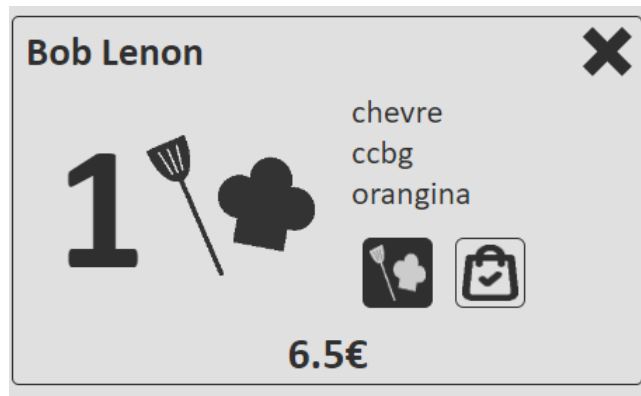 Bob Lenon
1
chevre
ccbg
orangina
6.5€